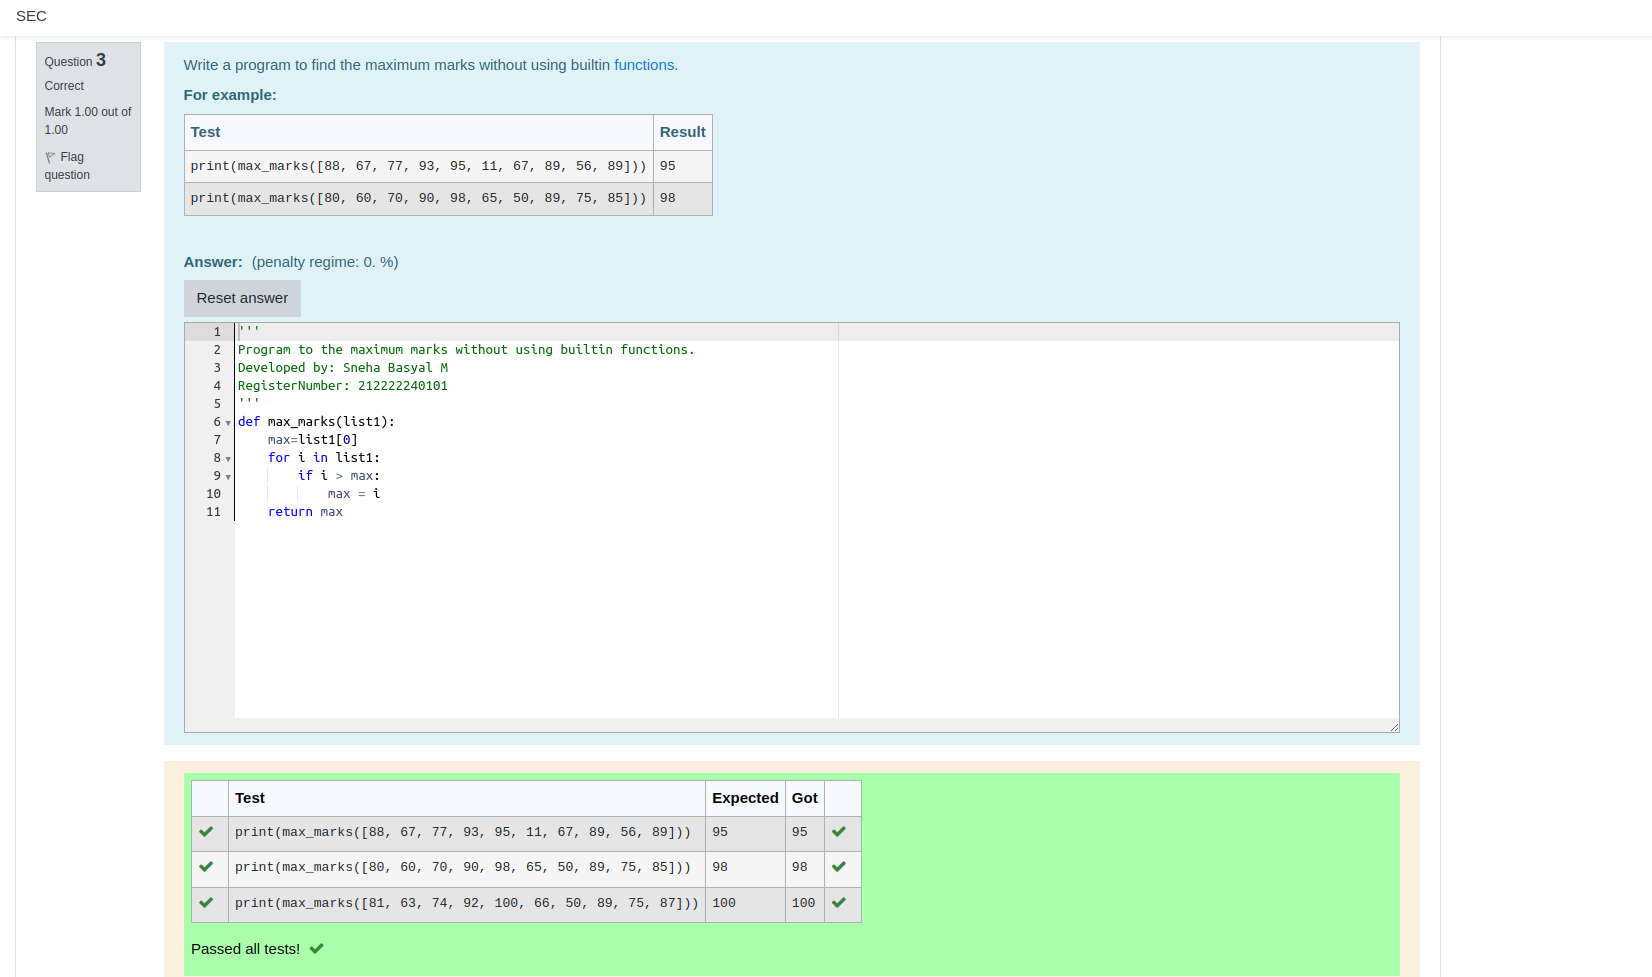 SEC
Question 3
Correct
Mark 1.00 out of
1.00
Flag
question
Write a program to find the maximum marks without using builtin functions.
For example:
Test Result
print(max_marks([88, 67, 77, 93, 95, 11, 67, 89, 56, 89])) 95
print(max_marks([80, 60, 70, 90, 98, 65, 50, 89, 75, 85])) 98
Answer: (penalty regime: 0. %)
Reset answer
1 '''
2 Program to the maximum marks without using builtin functions.
3 Developed by: Sneha Basyal M
4 RegisterNumber: 212222240101
5 '''
6 def max_marks(list1):
7     max=list1[0]
8     for i in list1:
9         if i > max:
10             max = i
11     return max
Test Expected Got
print(max_marks([88, 67, 77, 93, 95, 11, 67, 89, 56, 89])) 95 95
print(max_marks([80, 60, 70, 90, 98, 65, 50, 89, 75, 85])) 98 98
print(max_marks([81, 63, 74, 92, 100, 66, 50, 89, 75, 87])) 100 100
Passed all tests!